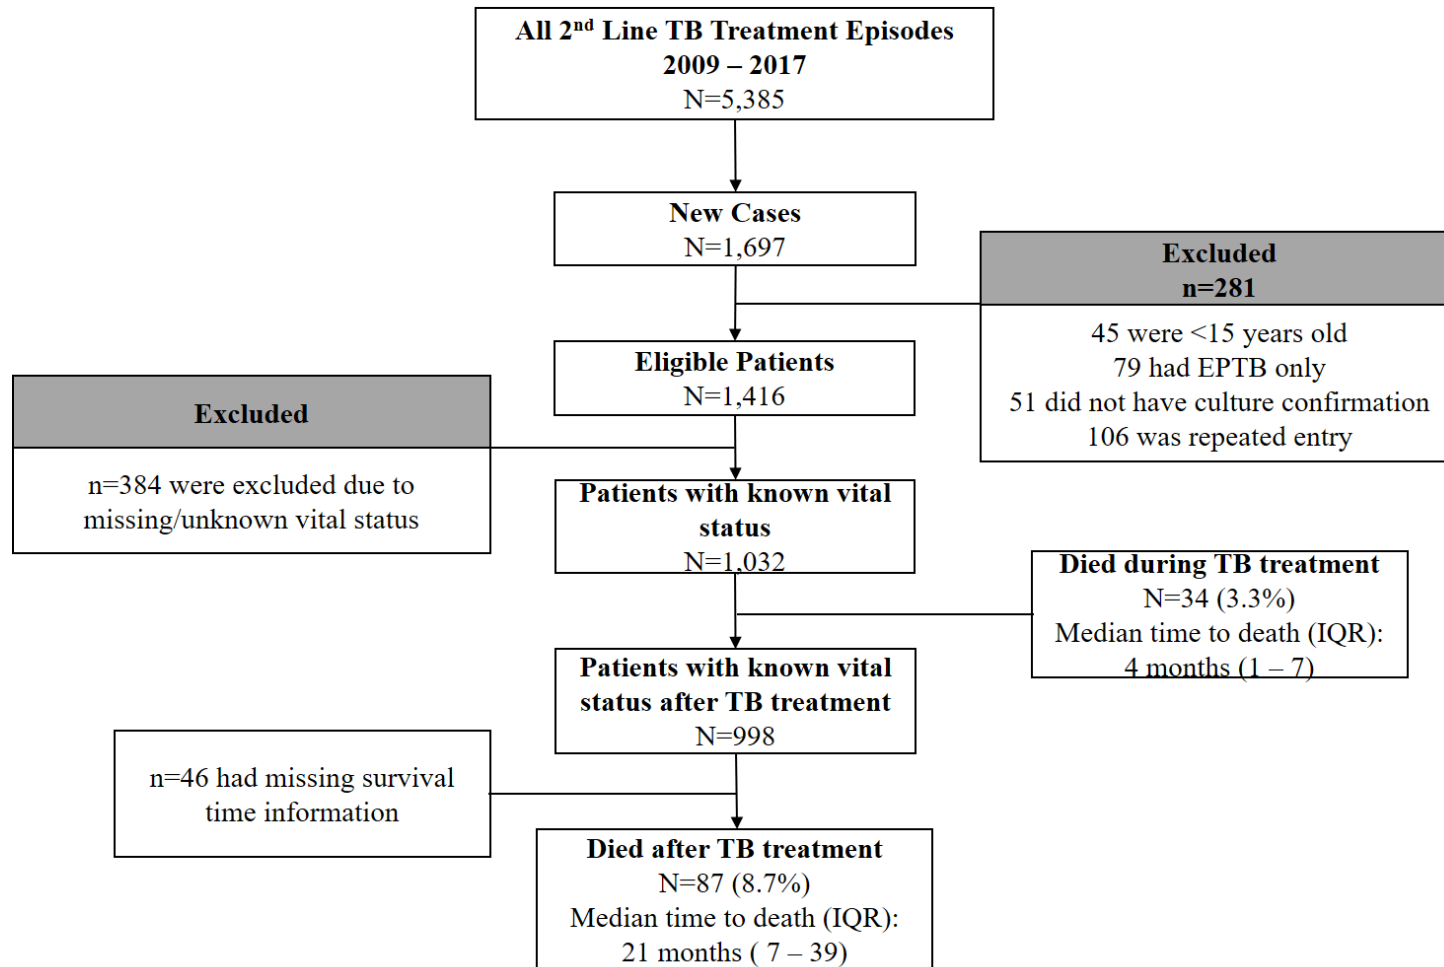 All 2nd Line TB Treatment Episodes
2009 – 2017
N=5,385
New Cases
N=1,697
Excluded
n=281
45 were <15 years old
79 had EPTB only
51 did not have culture confirmation
106 was repeated entry
Eligible Patients
N=1,416
Excluded
n=384 were excluded due to
missing/unknown vital status
Patients with known vital
status
N=1,032
Died during TB treatment
N=34 (3.3%)
Median time to death (IQR):
4 months (1 – 7)
Patients with known vital
status after TB treatment
N=998
n=46 had missing survival
time information
Died after TB treatment
N=87 (8.7%)
Median time to death (IQR):
21 months ( 7 – 39)